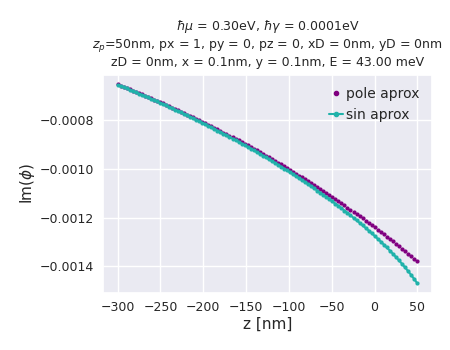 ℏμ = 0.30eV, ℏγ = 0.0001eV
zₚ=50nm, px = 1, py = 0, pz = 0, xD = 0nm, yD = 0nm
zD = 0nm, x = 0.1nm, y = 0.1nm, E = 43.00 meV
pole aprox
sin aprox
−0.0008
−0.0010
−0.0012
−0.0014
Im(ϕ)
−300 −250 −200 −150 −100 −50 0 50
z [nm]